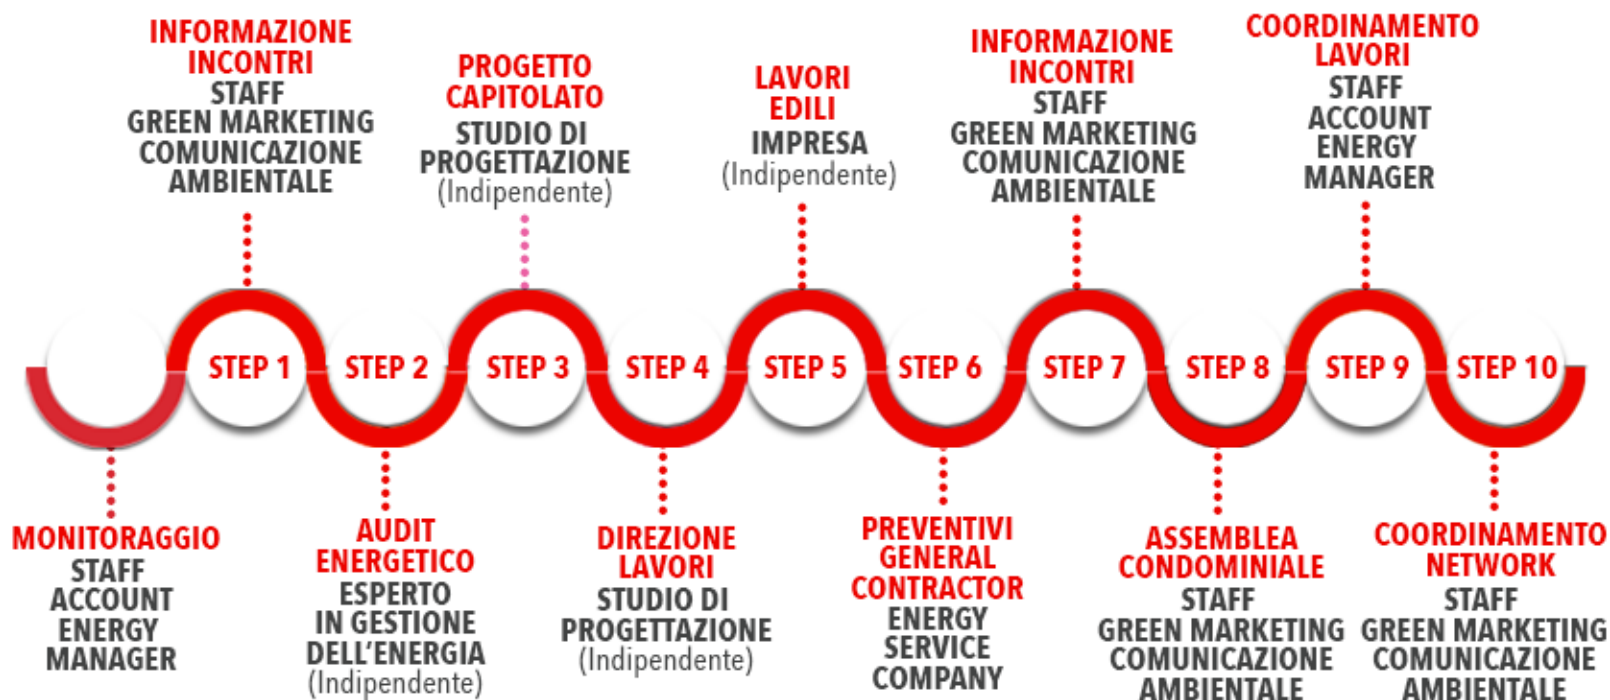 INFORMAZIONE
INCONTRI
STAFF
GREEN MARKETING
COMUNICAZIONE
AMBIENTALE
PROGETTO
CAPITOLATO
STUDIO DI
PROGETTAZIONE
(Indipendente)
LAVORI
EDILI
IMPRESA
(Indipendente)
INFORMAZIONE
INCONTRI
STAFF
GREEN MARKETING
COMUNICAZIONE
AMBIENTALE
COORDINAMENTO
LAVORI
STAFF
ACCOUNT
ENERGY
MANAGER
STEP 1
STEP 2
STEP 3
STEP 4
STEP 5
STEP 6
STEP 7
STEP 8
STEP 9
STEP 10
MONITORAGGIO
STAFF
ACCOUNT
ENERGY
MANAGER
AUDIT
ENERGETICO
ESPERTO
IN GESTIONE
DELL'ENERGIA
(Indipendente)
DIREZIONE
LAVORI
STUDIO DI
PROGETTAZIONE
(Indipendente)
PREVENTIVI
GENERAL
CONTRACTOR
ENERGY
SERVICE
COMPANY
ASSEMBLEA
CONDOMINIALE
STAFF
GREEN MARKETING
COMUNICAZIONE
AMBIENTALE
COORDINAMENTO
NETWORK
STAFF
GREEN MARKETING
COMUNICAZIONE
AMBIENTALE